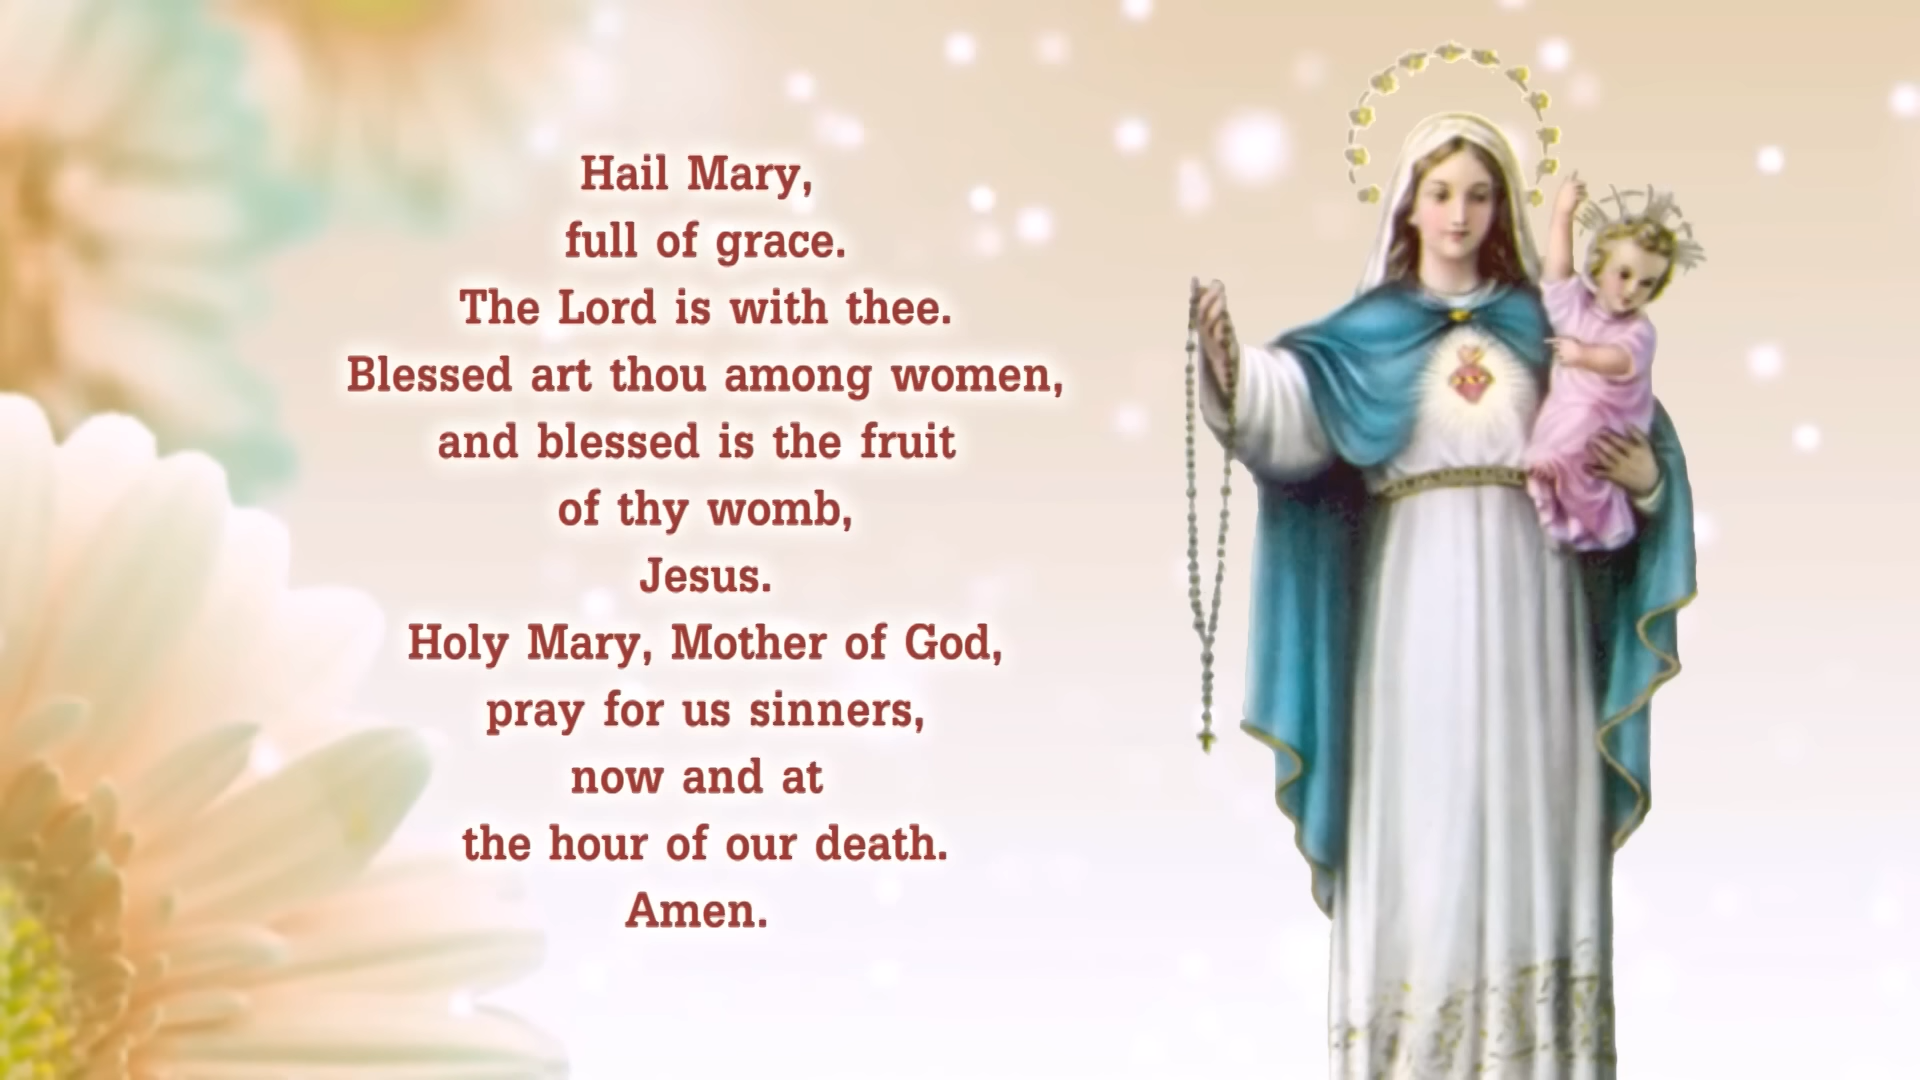 Hail Mary,
full of grace.
The Lord is with thee.
Blessed art thou among women,
and blessed is the fruit
of thy womb,
Jesus.
Holy Mary, Mother of God,
pray for us sinners,
now and at
the hour of our death.
Amen.